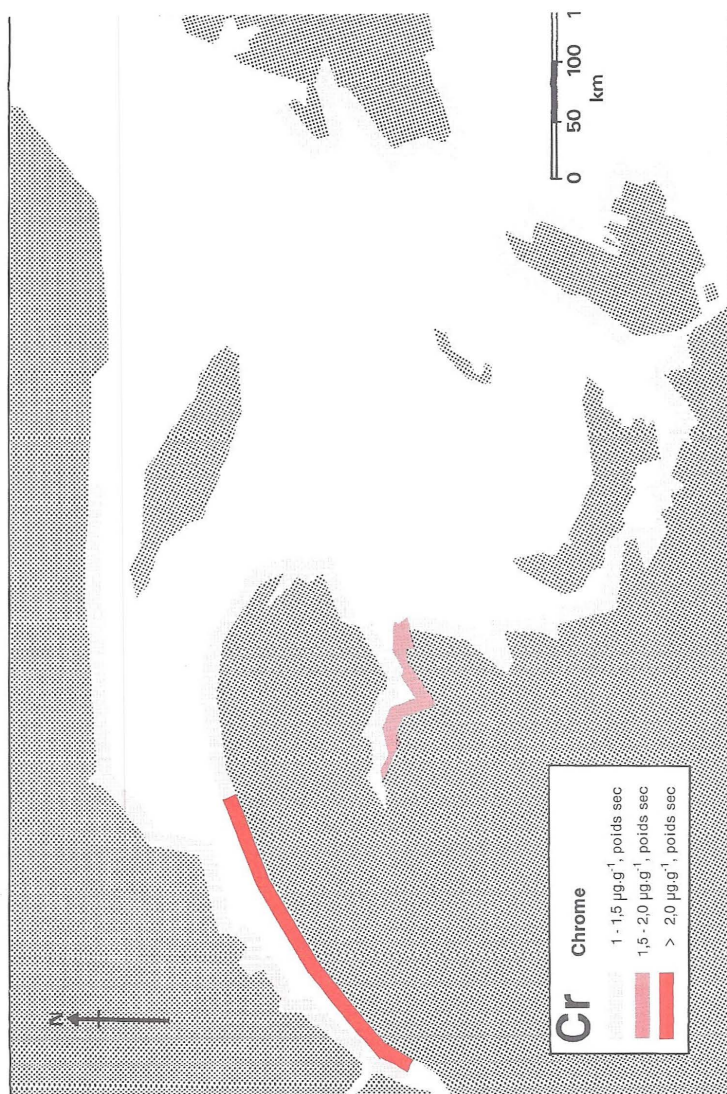 N
0 50 100 1
km
Cr Chrome
1 - 1,5 µg.g⁻¹, poids sec
1,5 - 2,0 µg.g⁻¹, poids sec
> 2,0 µg.g⁻¹, poids sec